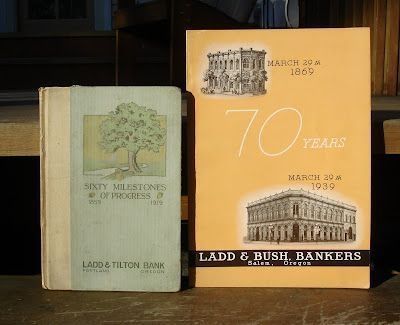 SIXTY MILESTONES
OF PROGRESS
1859 1919
LADD & TILTON BANK
PORTLAND OREGON
MARCH 29th
1869
70 YEARS
MARCH 29th
1939
LADD & BUSH, BANKERS
Salem, Oregon